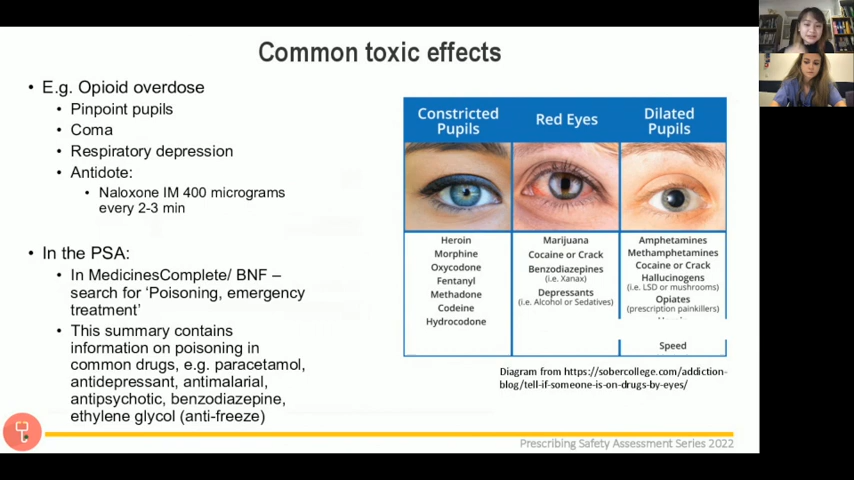 Common toxic effects
• E.g. Opioid overdose
• Pinpoint pupils
• Coma
• Respiratory depression
• Antidote:
• Naloxone IM 400 micrograms
every 2-3 min
• In the PSA:
• In MedicinesComplete/ BNF –
search for ‘Poisoning, emergency
treatment’
• This summary contains
information on poisoning in
common drugs, e.g. paracetamol,
antidepressant, antimalarial,
antipsychotic, benzodiazepine,
ethylene glycol (anti-freeze)
Constricted
Pupils
Heroin
Morphine
Oxycodone
Fentanyl
Methadone
Codeine
Hydrocodone
Red Eyes
Marijuana
Cocaine or Crack
Benzodiazepines
(i.e. Xanax)
Depressants
(i.e. Alcohol or Sedatives)
Dilated
Pupils
Amphetamines
Methamphetamines
Cocaine or Crack
Hallucinogens
(i.e. LSD or mushrooms)
Opiates
(prescription painkillers)
Speed
Diagram from https://sobercollege.com/addiction-
blog/tell-if-someone-is-on-drugs-by-eyes/
Prescribing Safety Assessment Series 2022